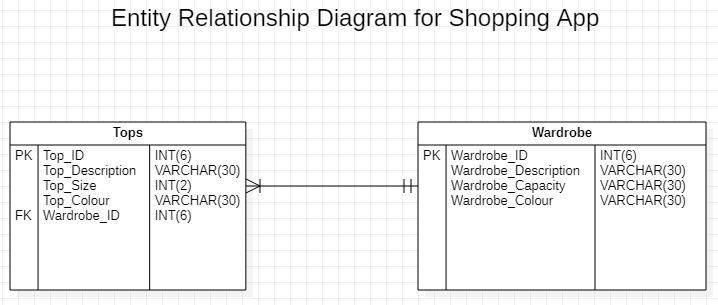 Entity Relationship Diagram for Shopping App
Tops
PK Top_ID INT(6)
Top_Description VARCHAR(30)
Top_Size INT(2)
Top_Colour VARCHAR(30)
FK Wardrobe_ID INT(6)
Wardrobe
PK Wardrobe_ID INT(6)
Wardrobe_Description VARCHAR(30)
Wardrobe_Capacity VARCHAR(30)
Wardrobe_Colour VARCHAR(30)